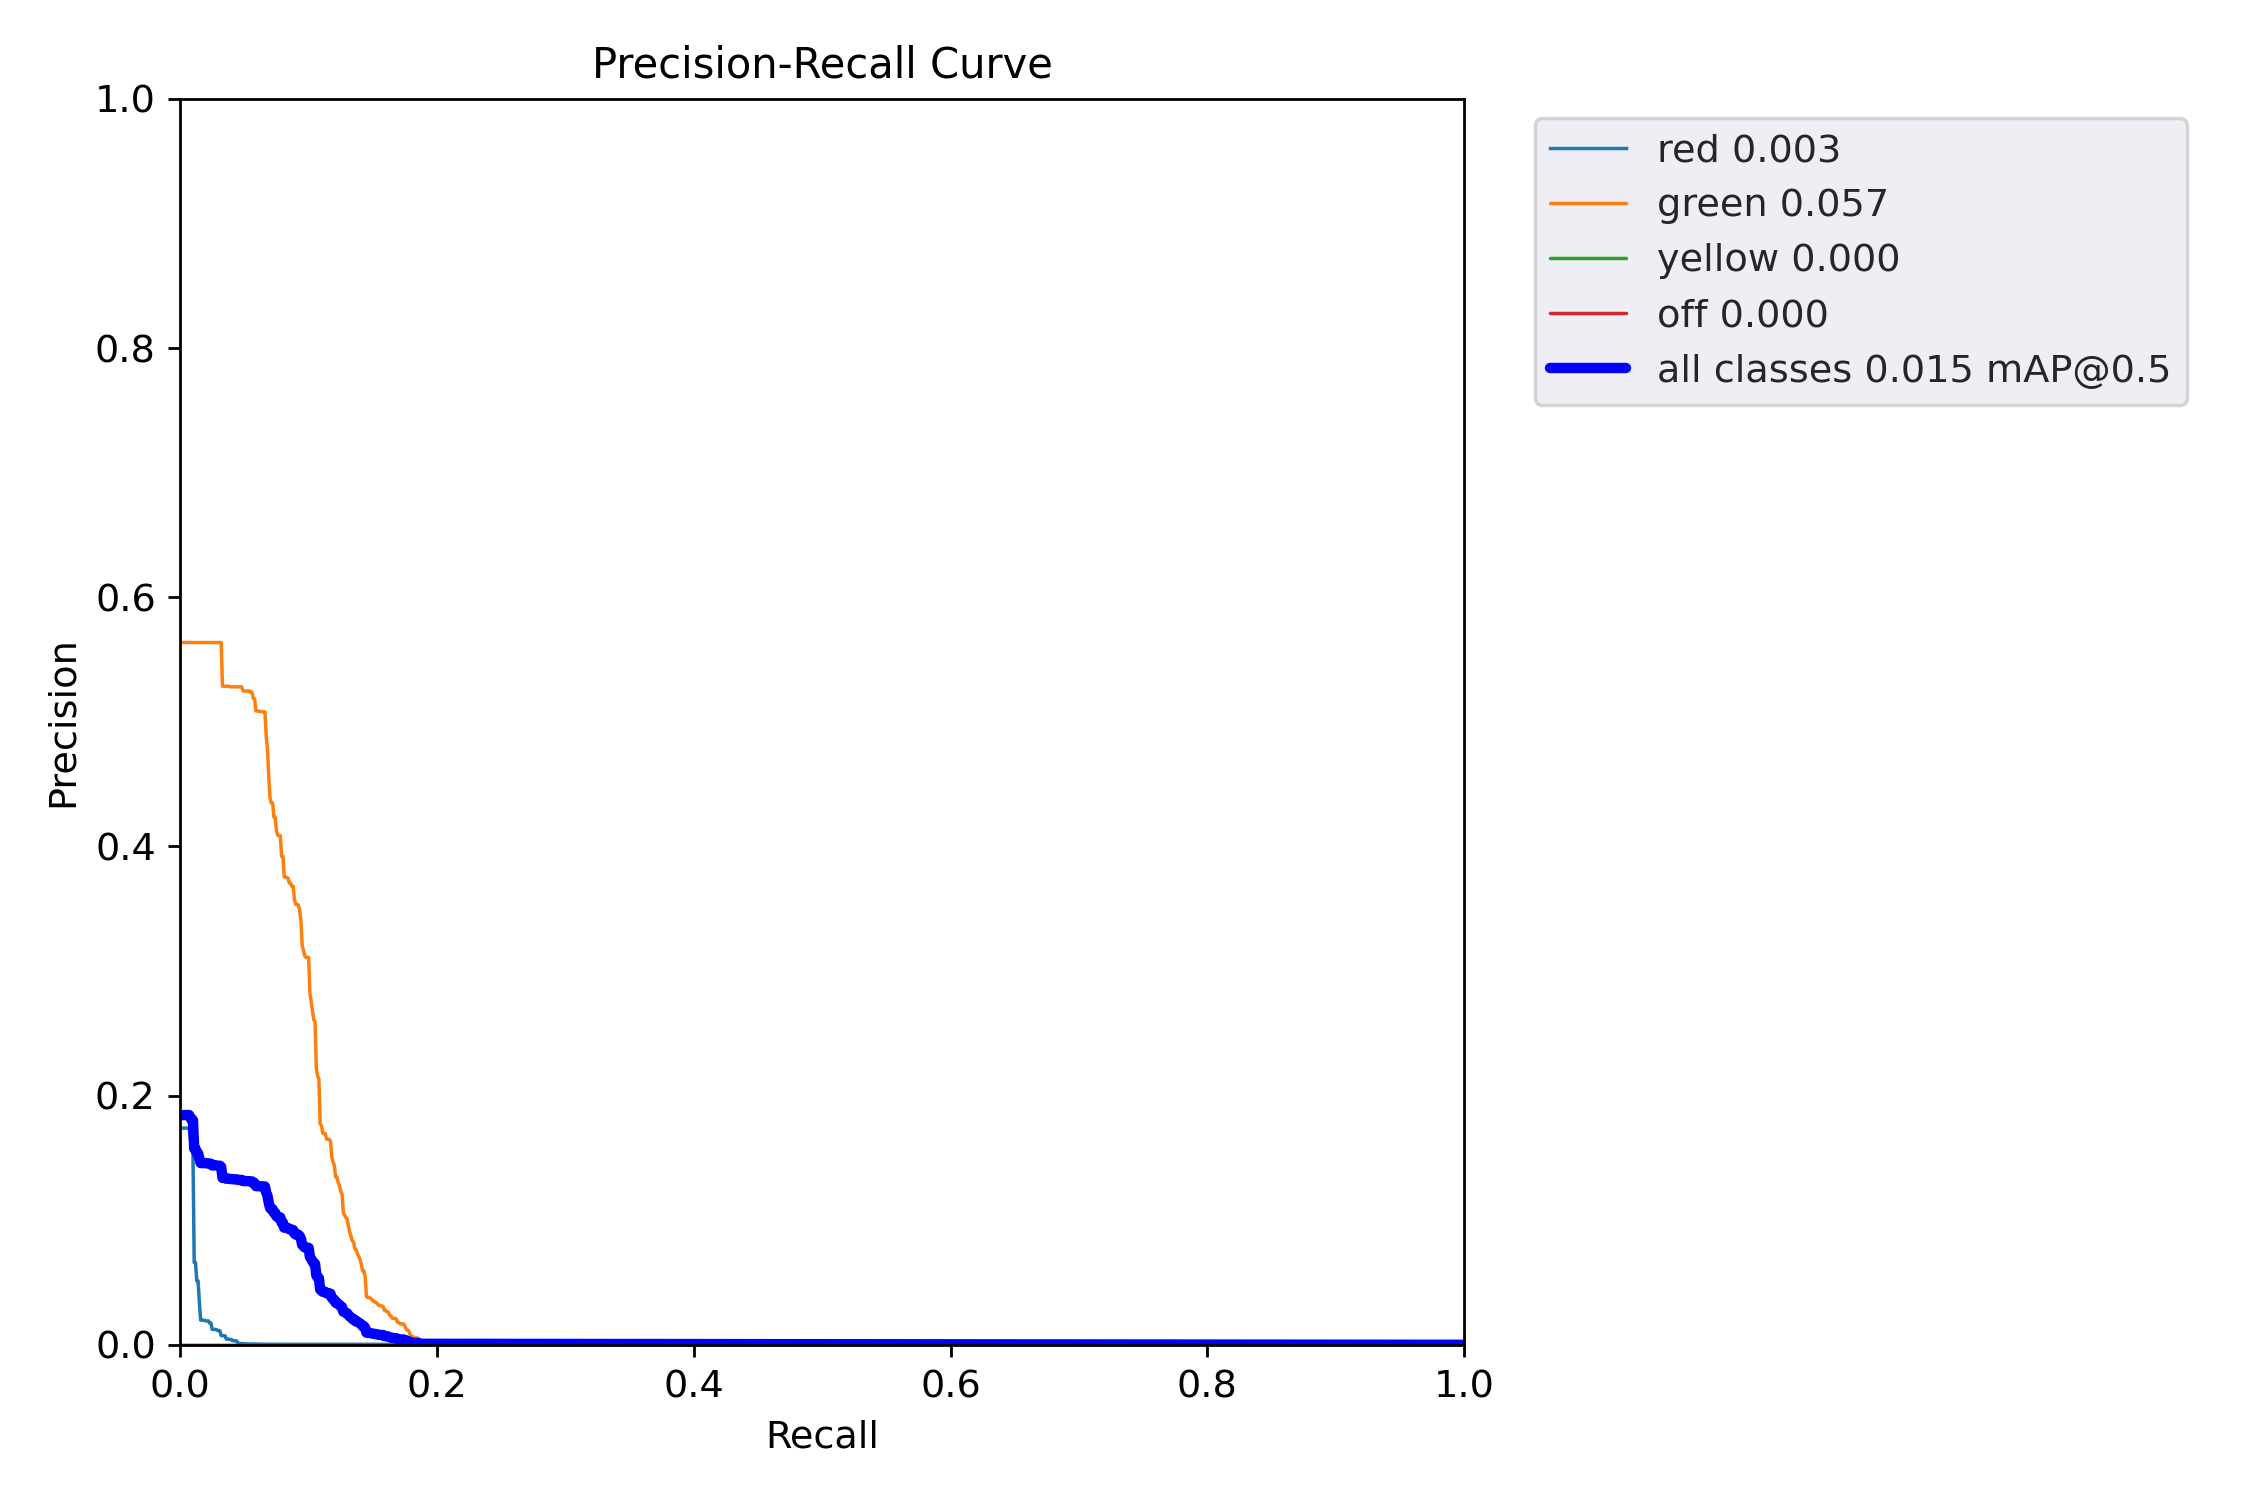 Precision-Recall Curve
1.0
0.8
0.6
0.4
0.2
0.0
Precision
0.0 0.2 0.4 0.6 0.8 1.0
Recall
red 0.003
green 0.057
yellow 0.000
off 0.000
all classes 0.015 mAP@0.5